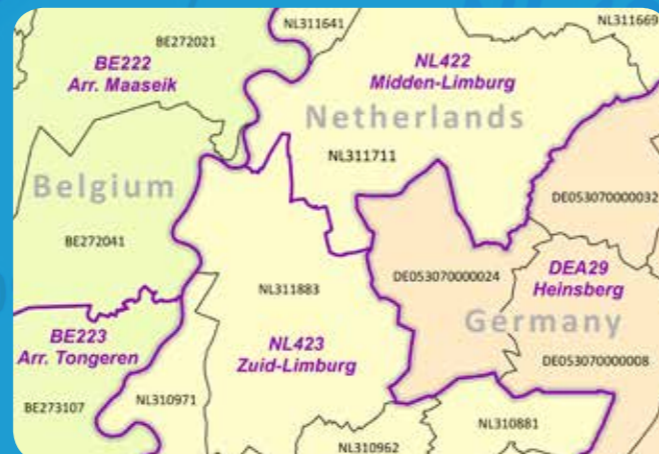 NL311641
NL311669
BE272021
BE222
Arr. Maaseik
NL422
Midden-Limburg
Netherlands
NL311711
Belgium
DE053070000032
BE272041
DE053070000024
DEA29
Heinsberg
NL311883
Germany
BE223
Arr. Tongeren
NL423
Zuid-Limburg
DE053070000008
BE273107
NL310971
NL310881
NL310962